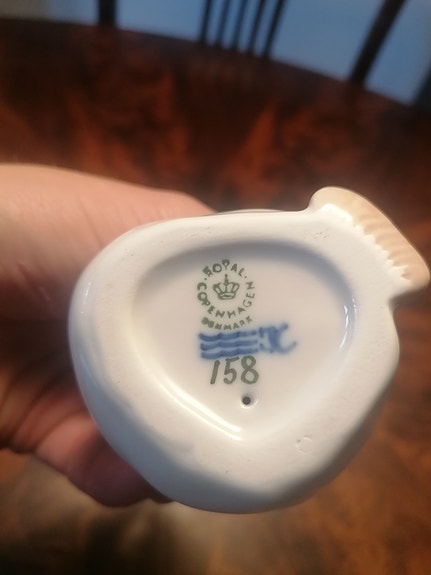 ROYAL
COPENHAGEN
DENMARK
158